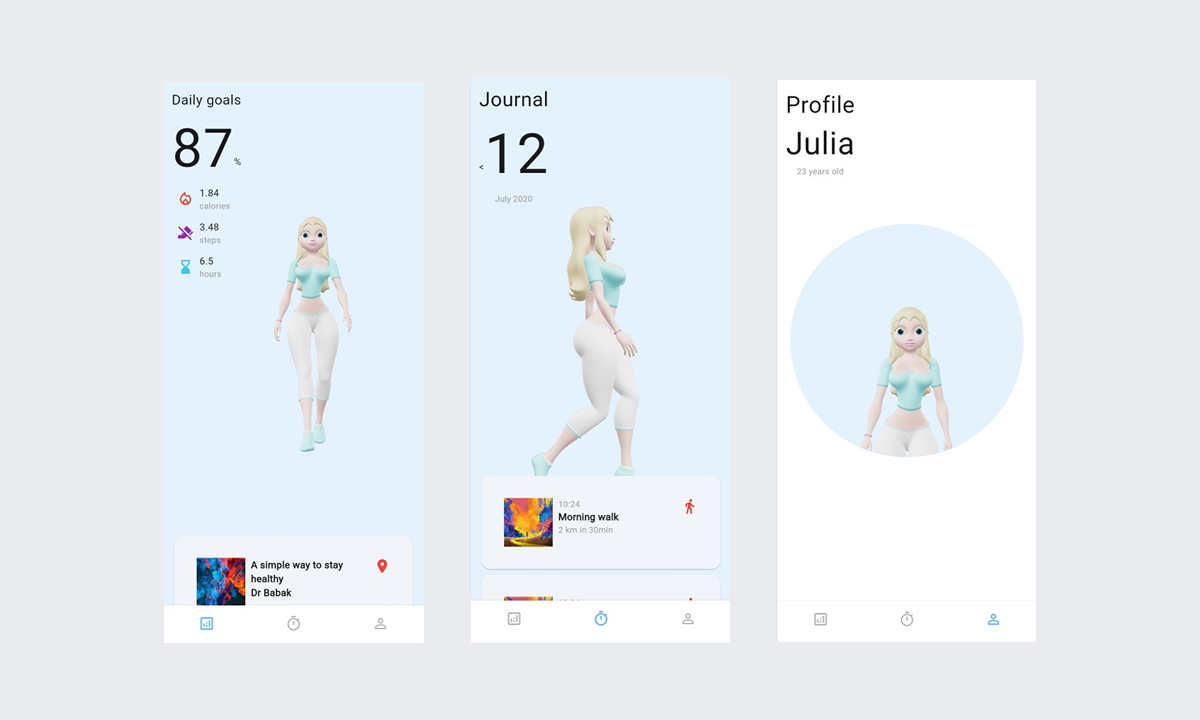 Daily goals
87 %
1.84
calories
3.48
steps
6.5
hours
A simple way to stay
healthy
Dr Babak
Journal
< 12
July 2020
10:24
Morning walk
2 km in 30min
Profile
Julia
23 years old